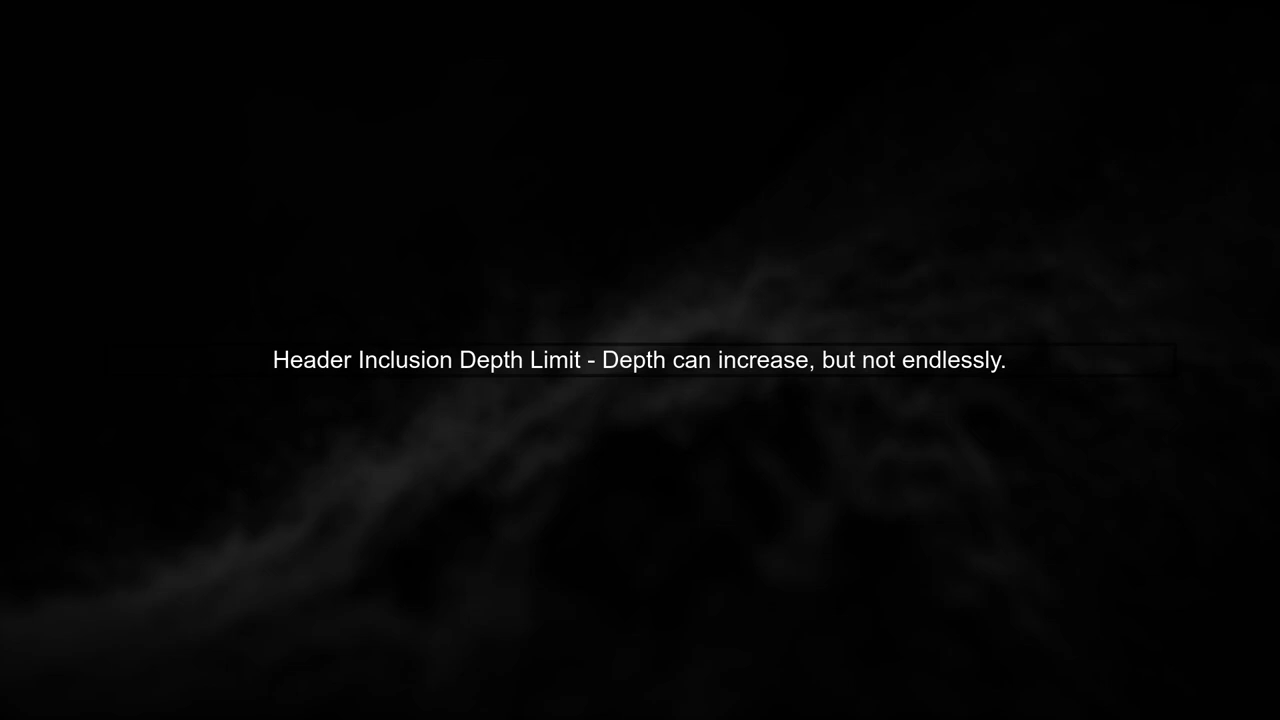 Header Inclusion Depth Limit - Depth can increase, but not endlessly.